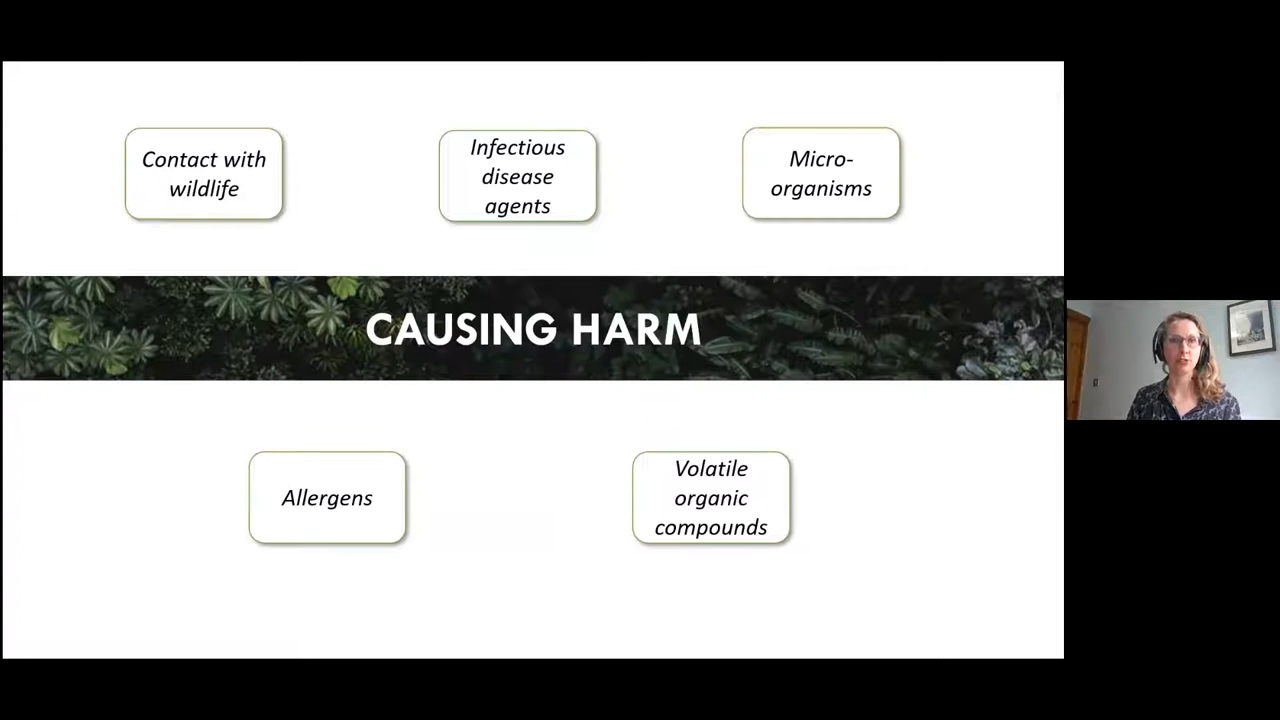 Contact with
wildlife
Infectious
disease
agents
Micro-
organisms
CAUSING HARM
Allergens
Volatile
organic
compounds